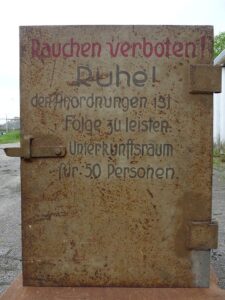 Rauchen verboten!
Ruhe!
den Anordnungen ist
Folge zu leisten.
Unterkunftsraum
für 50 Personen.